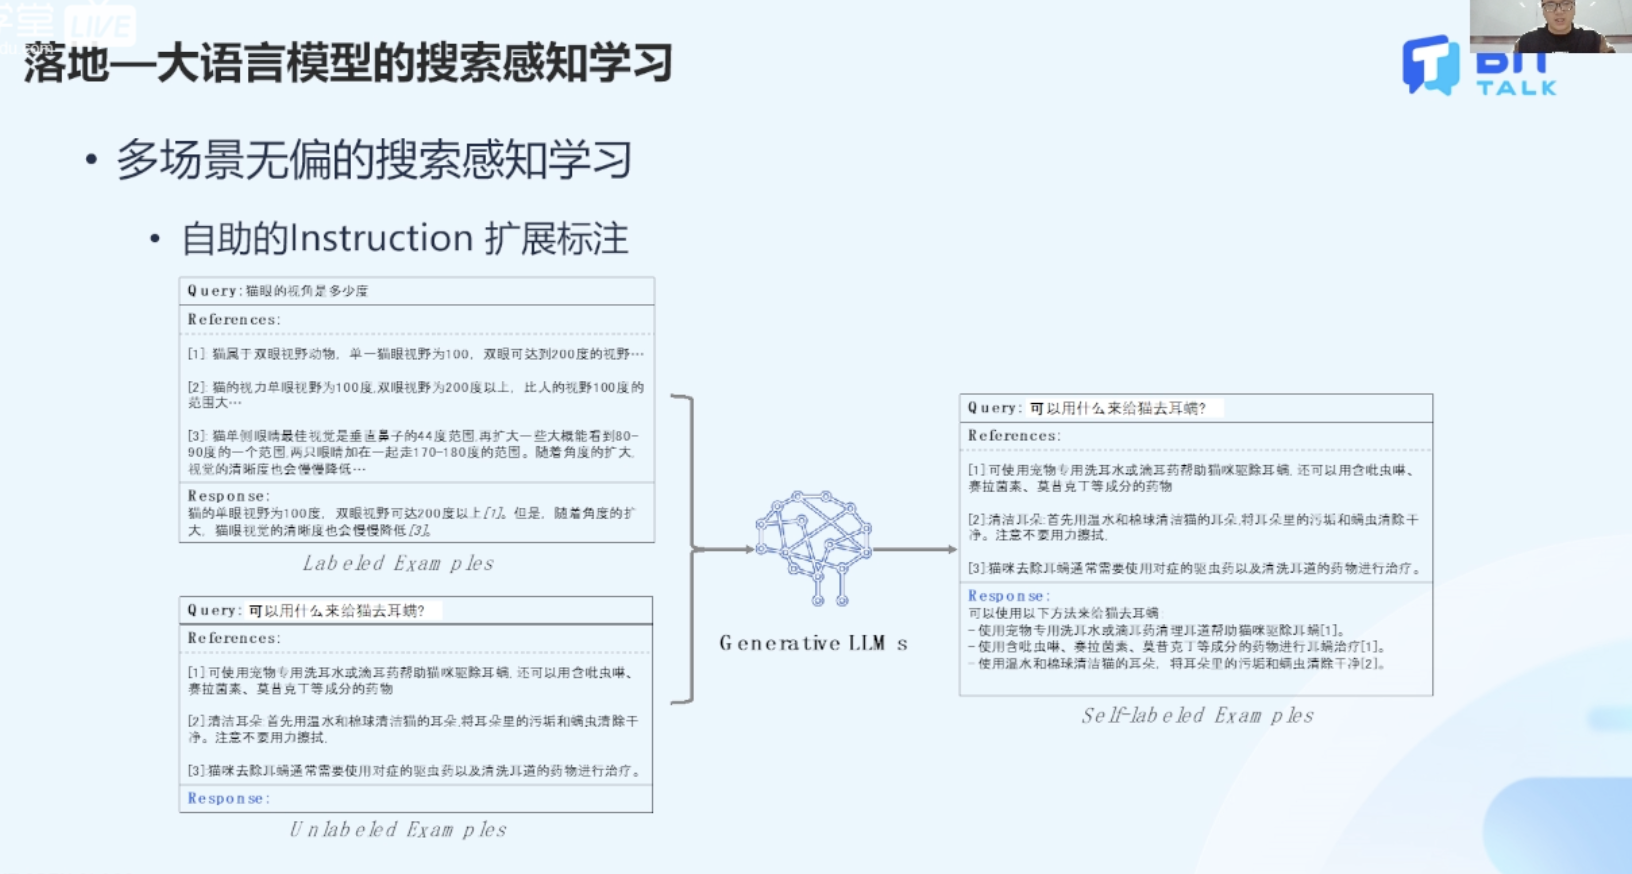 学堂 LIVE
du.com
落地—大语言模型的搜索感知学习
TALK
• 多场景无偏的搜索感知学习
• 自助的Instruction 扩展标注
Query:猫眼的视角是多少度
References:
[1]: 猫属于双眼视野动物，单一猫眼视野为100，双眼可达到200度的视野…
[2]: 猫的视力单眼视野为100度,双眼视野为200度以上，比人的视野100度的
范围大…
[3]: 猫单侧眼睛最佳视觉是垂直鼻子的44度范围,再扩大一些大概能看到80-
90度的一个范围,两只眼睛加在一起走170-180度的范围。随着角度的扩大,
视觉的清晰度也会慢慢降低…
Response:
猫的单眼视野为100度，双眼视野可达200度以上[1]。但是，随着角度的扩
大，猫眼视觉的清晰度也会慢慢降低[3]。
Labeled Examples
Query: 可以用什么来给猫去耳螨?
References:
[1]:可使用宠物专用洗耳水或滴耳药帮助猫咪驱除耳螨, 还可以用含吡虫啉、
赛拉菌素、莫昔克丁等成分的药物
[2]:清洁耳朵:首先用温水和棉球清洁猫的耳朵,将耳朵里的污垢和螨虫清除干
净。注意不要用力擦拭.
[3]:猫咪去除耳螨通常需要使用对症的驱虫药以及清洗耳道的药物进行治疗。
Response:
Unlabeled Examples
Generative LLMs
Query: 可以用什么来给猫去耳螨?
References:
[1]:可使用宠物专用洗耳水或滴耳药帮助猫咪驱除耳螨, 还可以用含吡虫啉、
赛拉菌素、莫昔克丁等成分的药物
[2]:清洁耳朵:首先用温水和棉球清洁猫的耳朵,将耳朵里的污垢和螨虫清除干
净。注意不要用力擦拭.
[3]:猫咪去除耳螨通常需要使用对症的驱虫药以及清洗耳道的药物进行治疗。
Response:
可以使用以下方法来给猫去耳螨:
-使用宠物专用洗耳水或滴耳药清理耳道帮助猫咪驱除耳螨[1]。
-使用含吡虫啉、赛拉菌素、莫昔克丁等成分的药物进行耳螨治疗[1]。
-使用温水和棉球清洁猫的耳朵，将耳朵里的污垢和螨虫清除干净[2]。
Self-labeled Examples